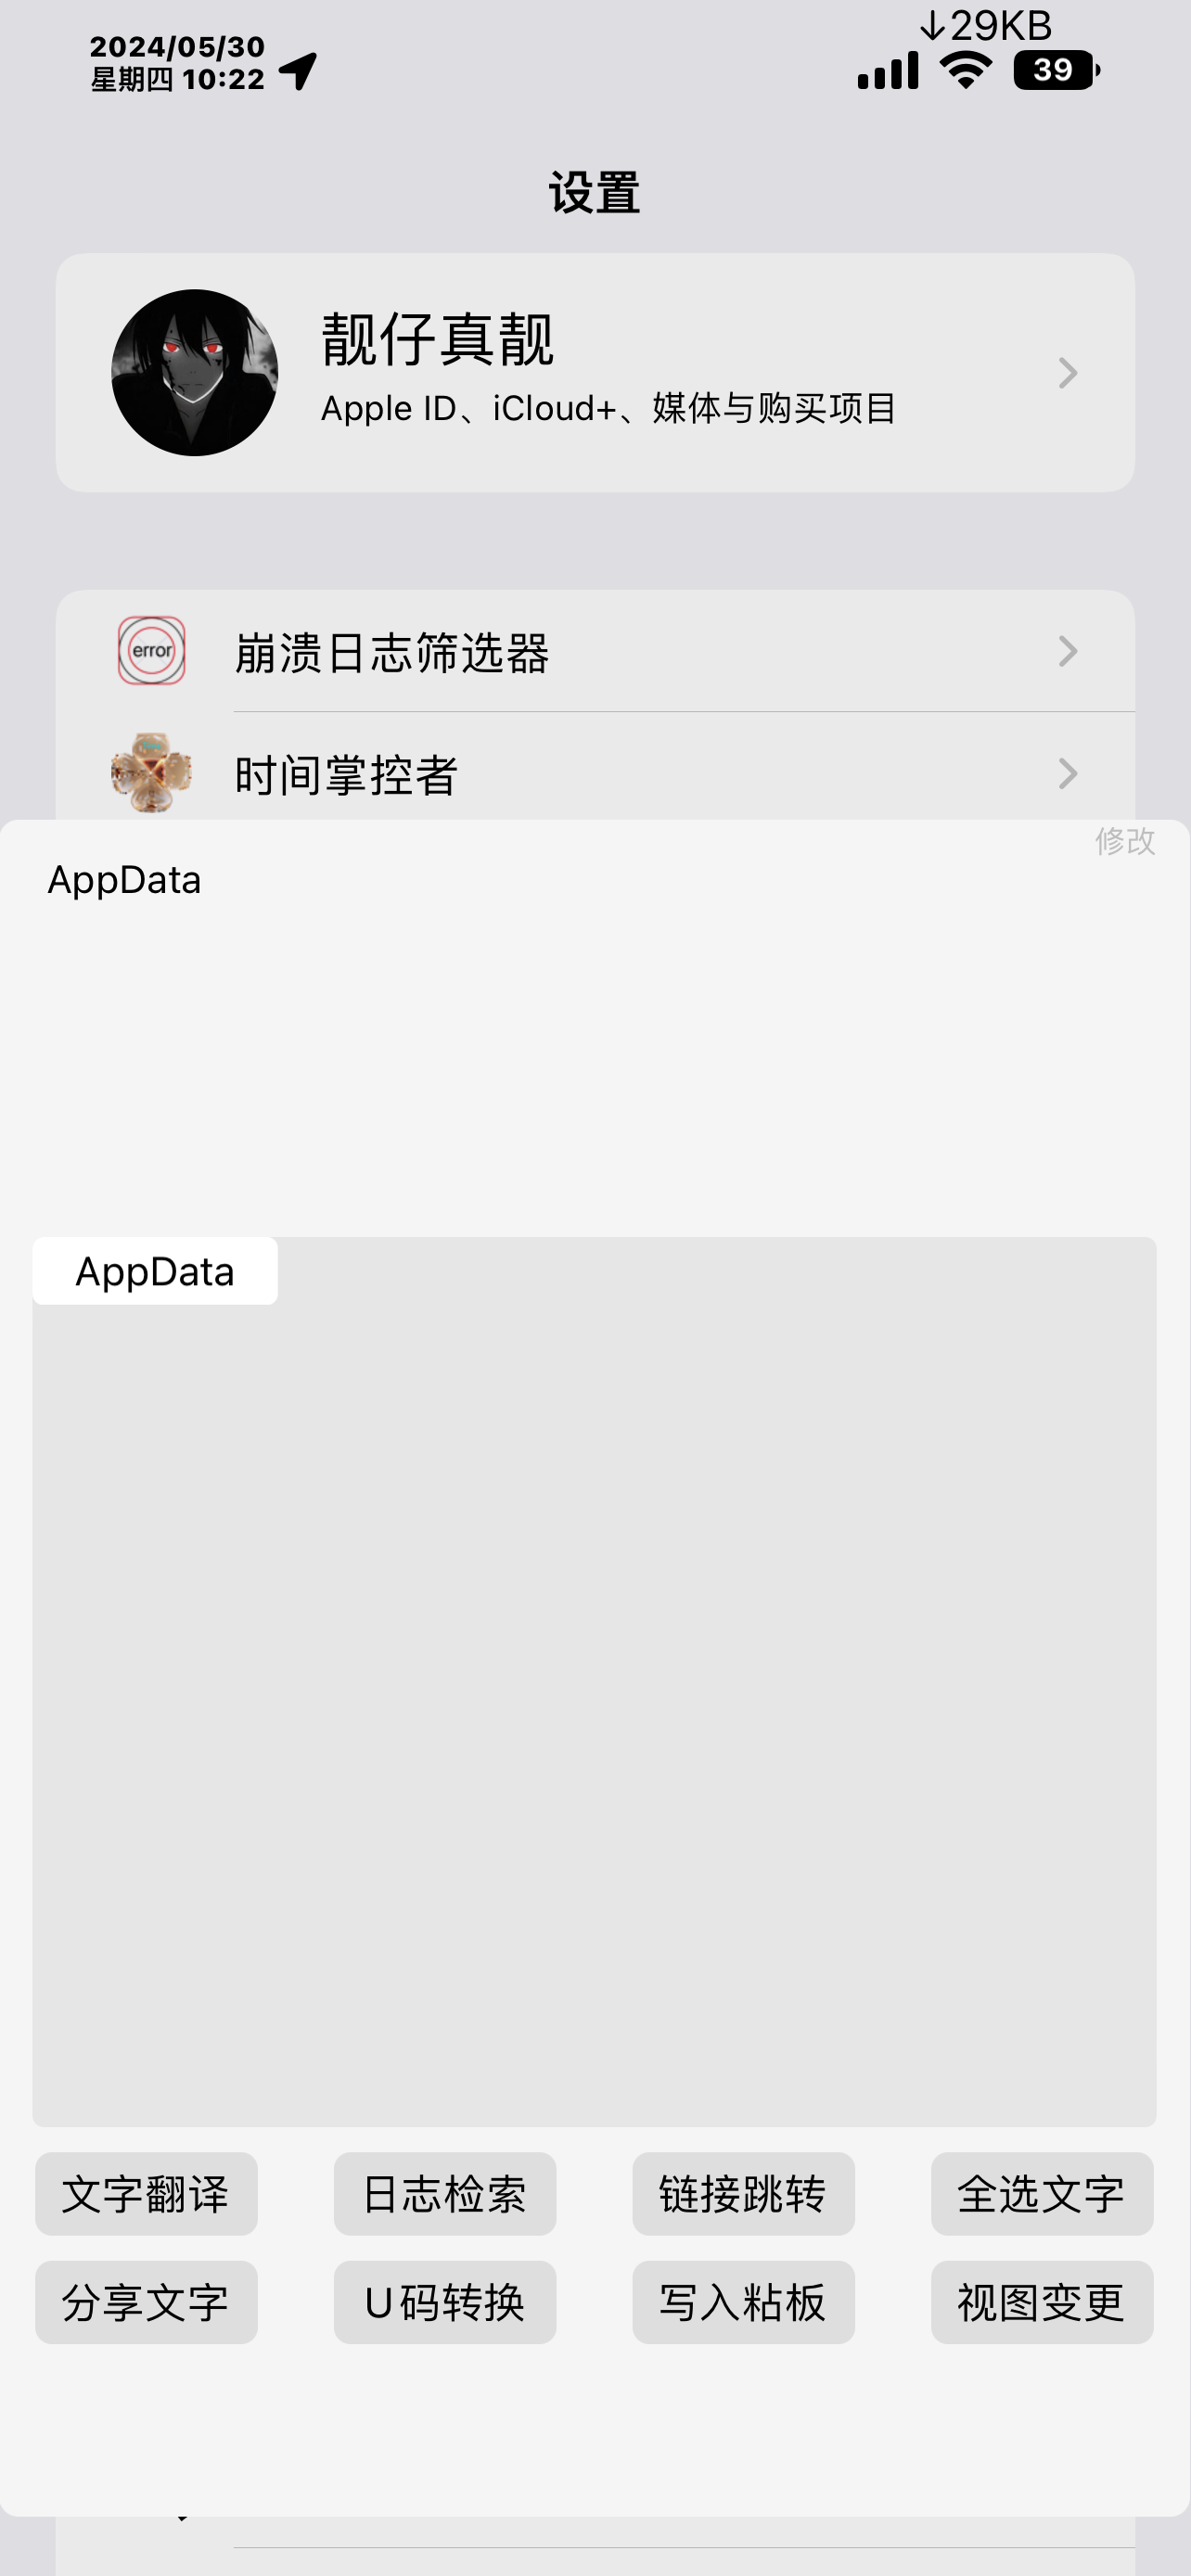 ↓29KB
2024/05/30
星期四 10:22
39
设置
靓仔真靓
Apple ID、iCloud+、媒体与购买项目
error
崩溃日志筛选器
时间掌控者
修改
AppData
AppData
文字翻译 日志检索 链接跳转 全选文字
分享文字 U码转换 写入粘板 视图变更